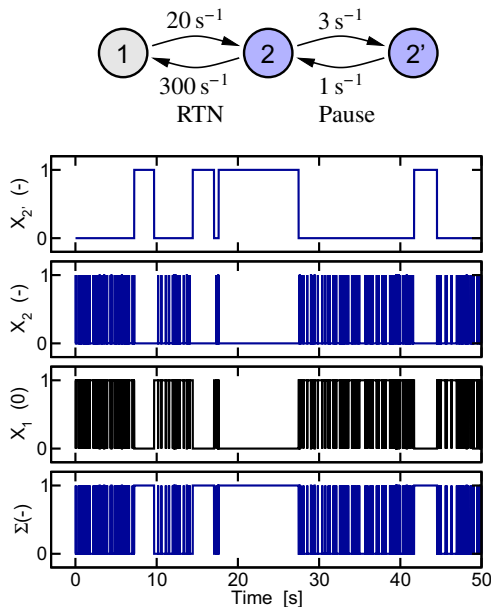 20 s⁻¹ 3 s⁻¹
1 2 2'
300 s⁻¹ 1 s⁻¹
RTN Pause
X₂' (-)
1
0
X₂ (-)
1
0
X₁ (0)
1
0
Σ(-)
1
0
0 10 20 30 40 50
Time [s]